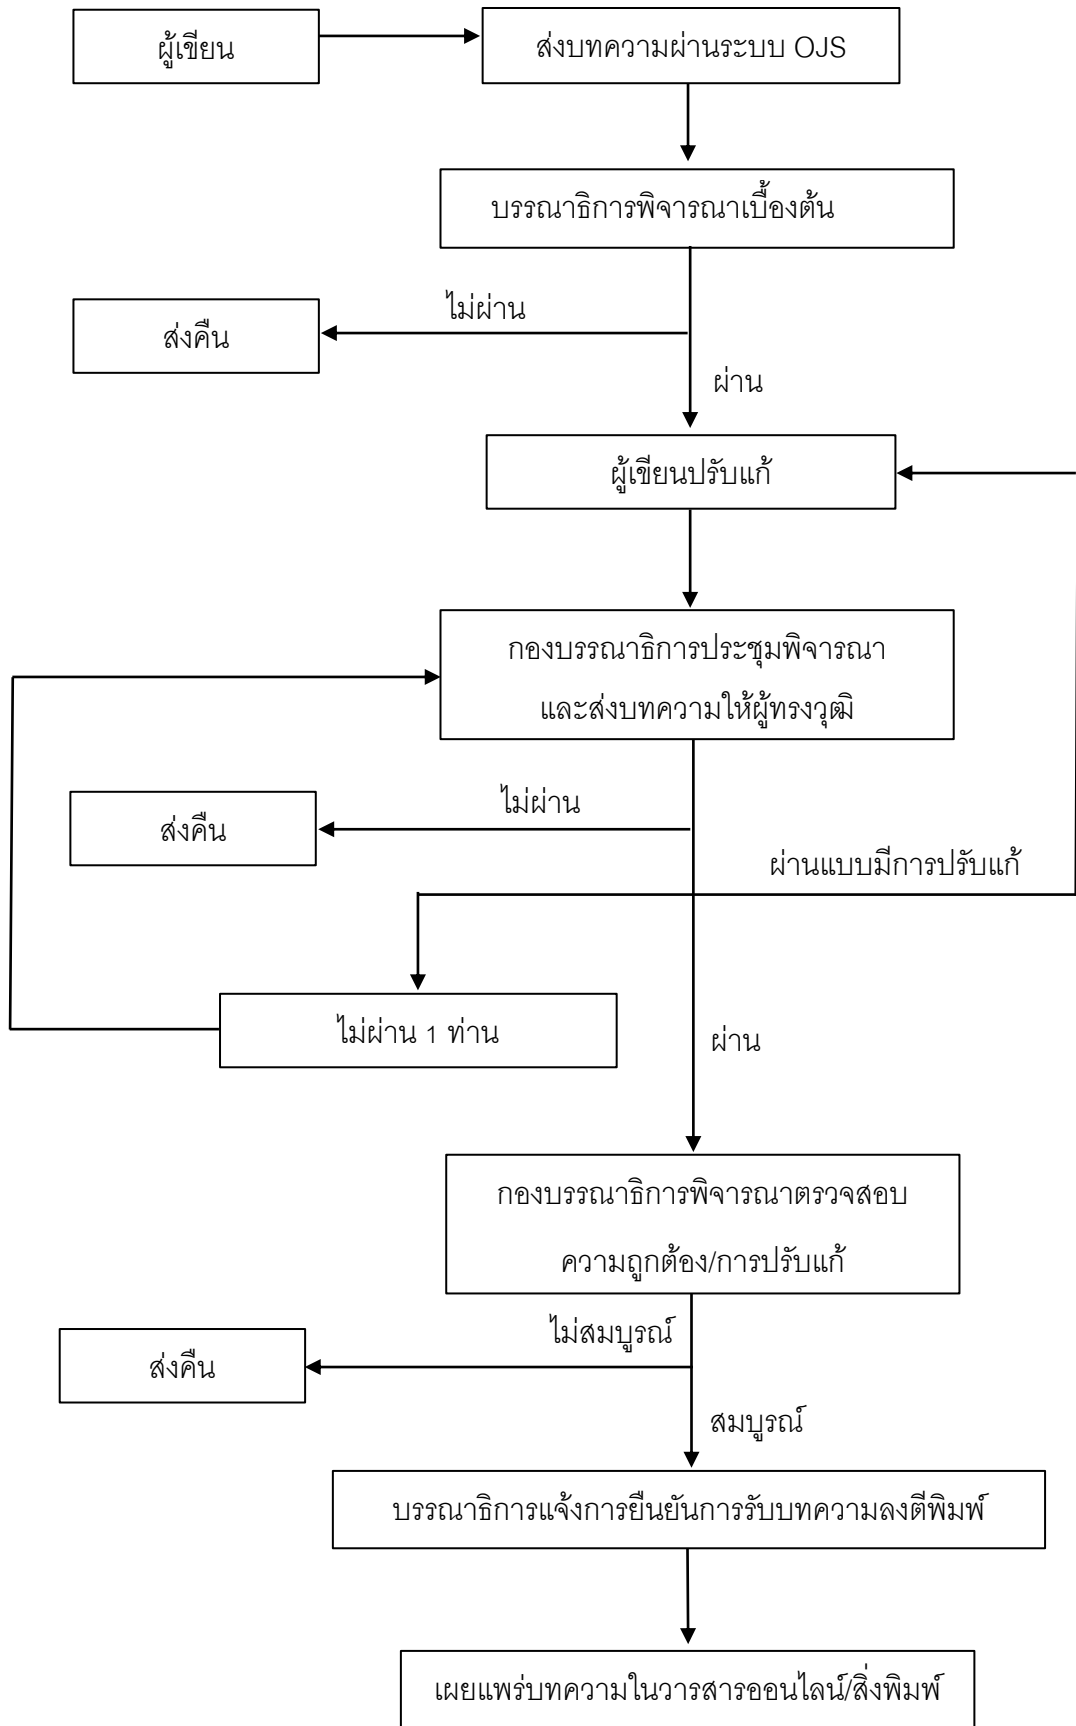 ผู้เขียน
ส่งบทความผ่านระบบ OJS
บรรณาธิการพิจารณาเบื้องต้น
ไม่ผ่าน
ส่งคืน
ผ่าน
ผู้เขียนปรับแก้
กองบรรณาธิการประชุมพิจารณา
และส่งบทความให้ผู้ทรงวุฒิ
ไม่ผ่าน
ส่งคืน
ผ่านแบบมีการปรับแก้
ไม่ผ่าน 1 ท่าน
ผ่าน
กองบรรณาธิการพิจารณาตรวจสอบ
ความถูกต้อง/การปรับแก้
ไม่สมบูรณ์
ส่งคืน
สมบูรณ์
บรรณาธิการแจ้งการยืนยันการรับบทความลงตีพิมพ์
เผยแพร่บทความในวารสารออนไลน์/สิ่งพิมพ์